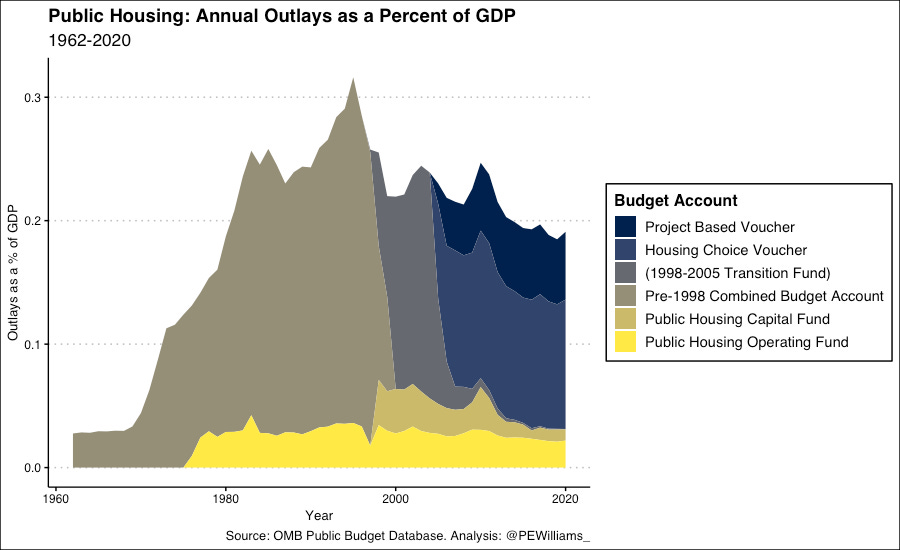 Public Housing: Annual Outlays as a Percent of GDP
1962-2020
Outlays as a % of GDP
0.3
0.2
0.1
0.0
1960
1980
2000
2020
Year
Budget Account
Project Based Voucher
Housing Choice Voucher
(1998-2005 Transition Fund)
Pre-1998 Combined Budget Account
Public Housing Capital Fund
Public Housing Operating Fund
Source: OMB Public Budget Database. Analysis: @PEWilliams_